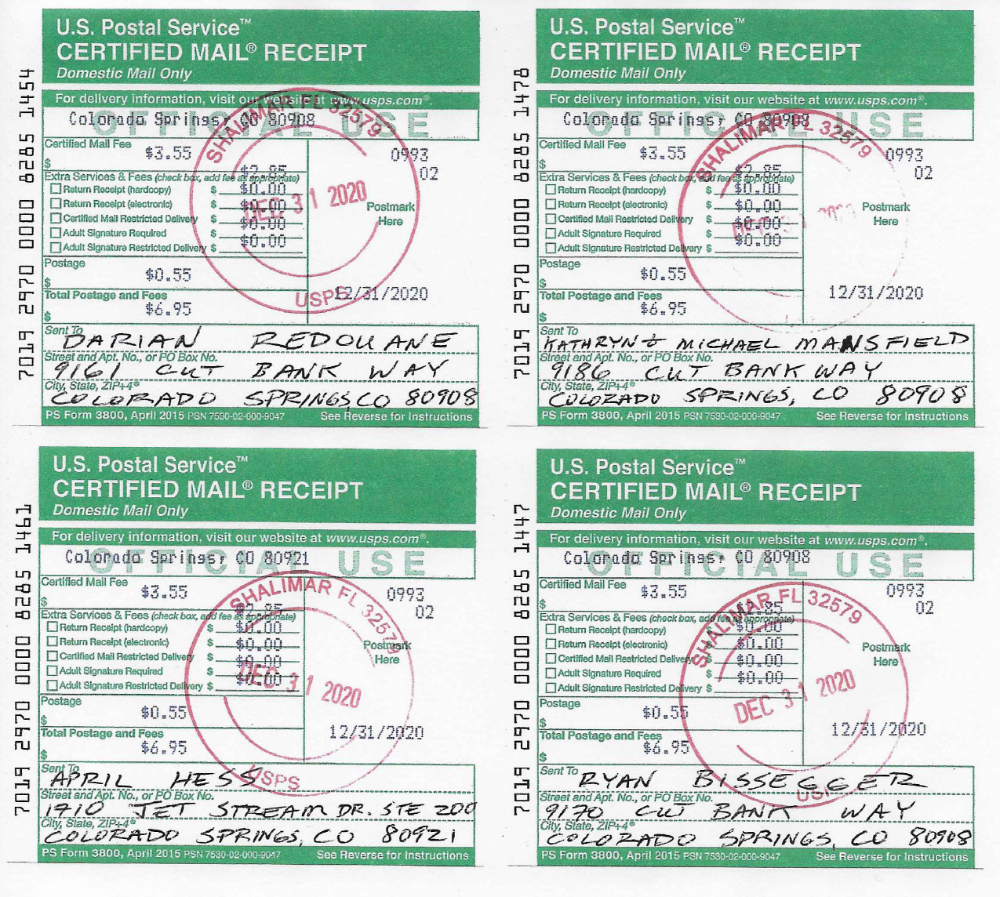 U.S. Postal Service™
CERTIFIED MAIL® RECEIPT
Domestic Mail Only
7019 2970 0000 8285 1454
For delivery information, visit our website at www.usps.com®.
OFFICIAL USE
Colorado Springs, CO 80908
Certified Mail Fee
$ $3.55
0993
02
$2.85
Extra Services & Fees (check box, add fee as appropriate)
Return Receipt (hardcopy) $ $0.00
Return Receipt (electronic) $ $0.00
Certified Mail Restricted Delivery $ $0.00
Adult Signature Required $ $0.00
Adult Signature Restricted Delivery $
Postmark
Here
SHALIMAR FL 32579
DEC 31 2020
USPS
Postage
$ $0.55
12/31/2020
Total Postage and Fees
$ $6.95
Sent To
DARIAN REDOUANE
Street and Apt. No., or PO Box No.
9161 CUT BANK WAY
City, State, ZIP+4®
COLORADO SPRINGS, CO 80908
PS Form 3800, April 2015 PSN 7530-02-000-9047 See Reverse for Instructions
U.S. Postal Service™
CERTIFIED MAIL® RECEIPT
Domestic Mail Only
7019 2970 0000 8285 1478
For delivery information, visit our website at www.usps.com®.
OFFICIAL USE
Colorado Springs, CO 80908
Certified Mail Fee
$ $3.55
0993
02
$2.85
Extra Services & Fees (check box, add fee as appropriate)
Return Receipt (hardcopy) $ $0.00
Return Receipt (electronic) $ $0.00
Certified Mail Restricted Delivery $ $0.00
Adult Signature Required $ $0.00
Adult Signature Restricted Delivery $
Postmark
Here
SHALIMAR FL 32579
DEC 31 2020
Postage
$ $0.55
12/31/2020
Total Postage and Fees
$ $6.95
Sent To
KATHRYN & MICHAEL MANSFIELD
Street and Apt. No., or PO Box No.
9186 CUT BANK WAY
City, State, ZIP+4®
COLORADO SPRINGS, CO 80908
PS Form 3800, April 2015 PSN 7530-02-000-9047 See Reverse for Instructions
U.S. Postal Service™
CERTIFIED MAIL® RECEIPT
Domestic Mail Only
7019 2970 0000 8285 1461
For delivery information, visit our website at www.usps.com®.
OFFICIAL USE
Colorado Springs, CO 80921
Certified Mail Fee
$ $3.55
0993
02
$2.85
Extra Services & Fees (check box, add fee as appropriate)
Return Receipt (hardcopy) $ $0.00
Return Receipt (electronic) $ $0.00
Certified Mail Restricted Delivery $ $0.00
Adult Signature Required $ $0.00
Adult Signature Restricted Delivery $
Postmark
Here
SHALIMAR FL 32579
DEC 31 2020
USPS
Postage
$ $0.55
12/31/2020
Total Postage and Fees
$ $6.95
Sent To
APRIL HESS
Street and Apt. No., or PO Box No.
1710 JET STREAM DR. STE 200
City, State, ZIP+4®
COLORADO SPRINGS, CO 80921
PS Form 3800, April 2015 PSN 7530-02-000-9047 See Reverse for Instructions
U.S. Postal Service™
CERTIFIED MAIL® RECEIPT
Domestic Mail Only
7019 2970 0000 8285 1447
For delivery information, visit our website at www.usps.com®.
OFFICIAL USE
Colorado Springs, CO 80908
Certified Mail Fee
$ $3.55
0993
02
$2.85
Extra Services & Fees (check box, add fee as appropriate)
Return Receipt (hardcopy) $ $0.00
Return Receipt (electronic) $ $0.00
Certified Mail Restricted Delivery $ $0.00
Adult Signature Required $ $0.00
Adult Signature Restricted Delivery $
Postmark
Here
SHALIMAR FL 32579
DEC 31 2020
USPS
Postage
$ $0.55
12/31/2020
Total Postage and Fees
$ $6.95
Sent To
RYAN BISSEGGER
Street and Apt. No., or PO Box No.
9170 CUT BANK WAY
City, State, ZIP+4®
COLORADO SPRINGS, CO 80908
PS Form 3800, April 2015 PSN 7530-02-000-9047 See Reverse for Instructions